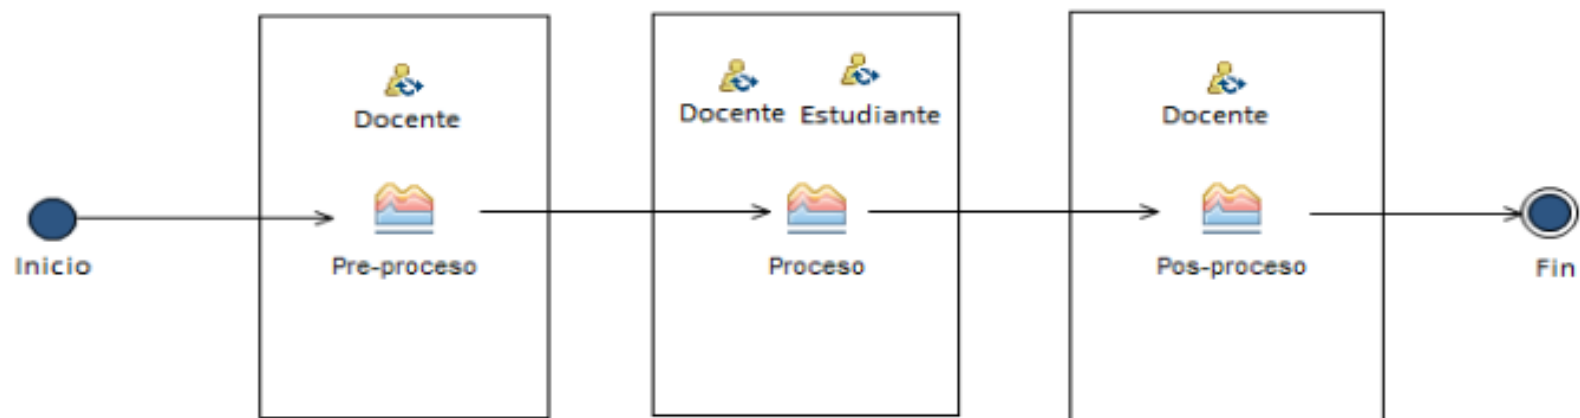 Docente
Docente Estudiante
Docente
Inicio
Pre-proceso
Proceso
Pos-proceso
Fin